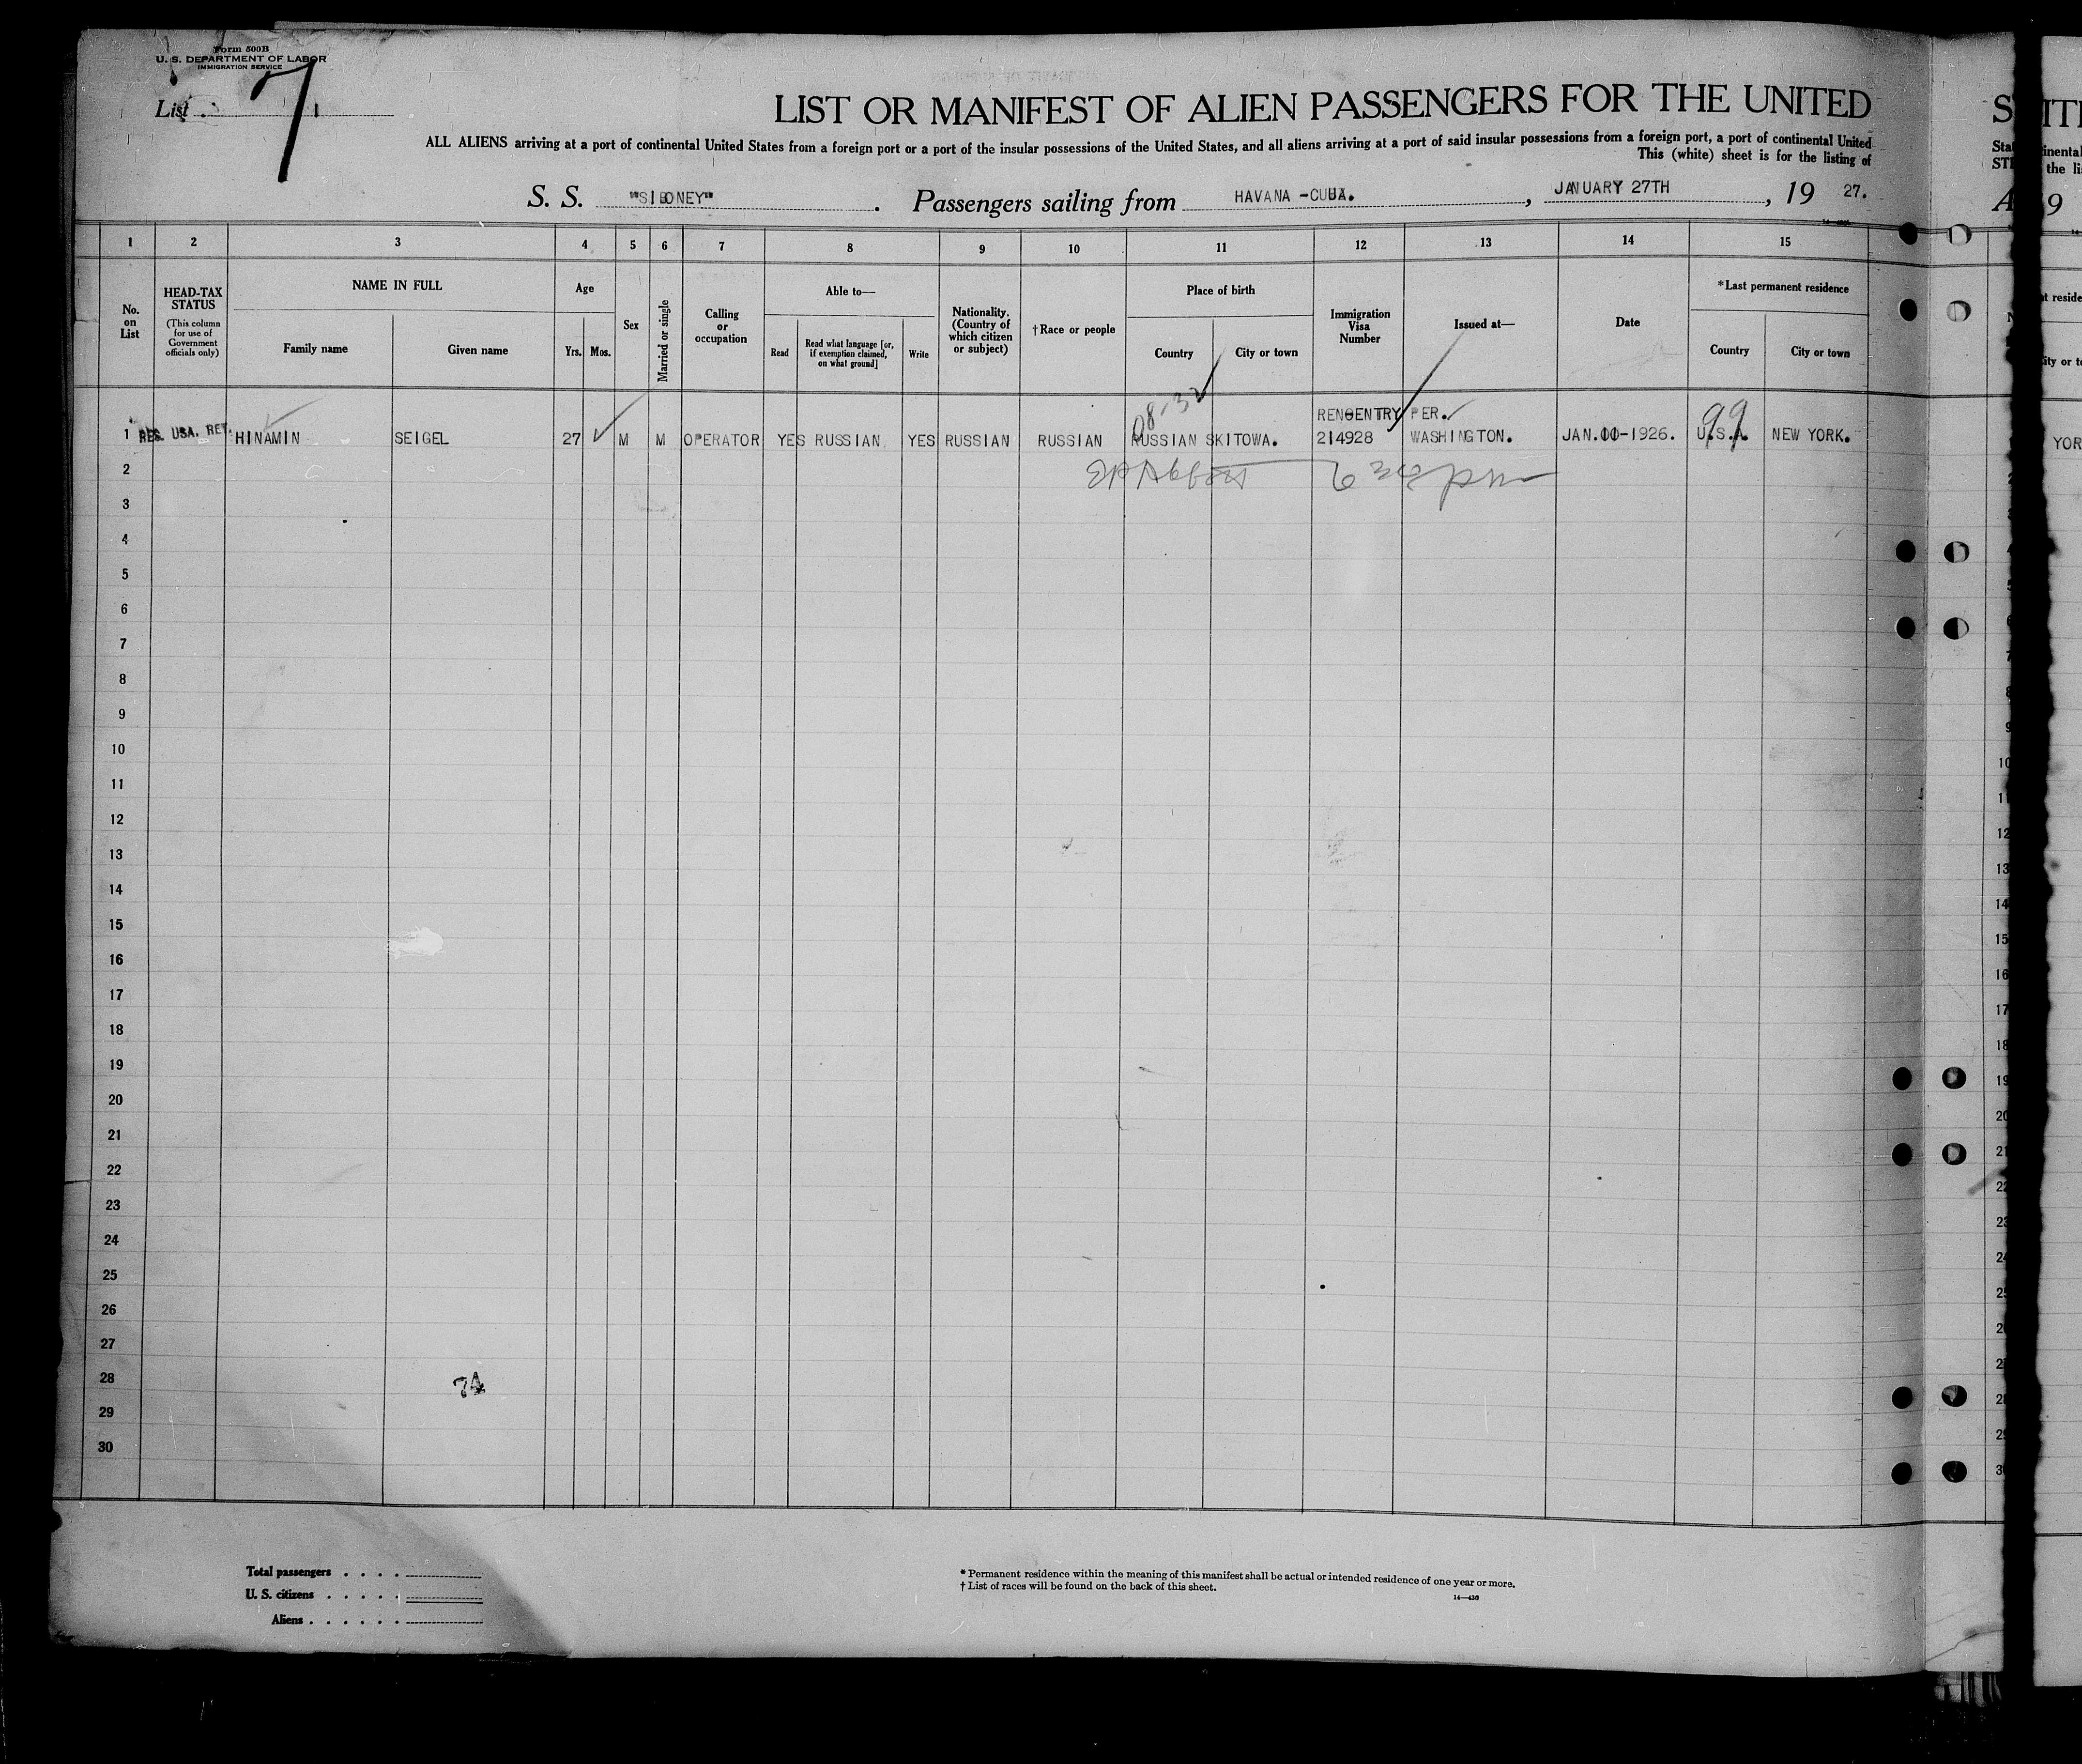 Form 500B
U. S. DEPARTMENT OF LABOR
IMMIGRATION SERVICE
List 7
LIST OR MANIFEST OF ALIEN PASSENGERS FOR THE UNITED
ALL ALIENS arriving at a port of continental United States from a foreign port or a port of the insular possessions of the United States, and all aliens arriving at a port of said insular possessions from a foreign port, a port of continental United
This (white) sheet is for the listing of
S. S. "SIBONEY". Passengers sailing from HAVANA -CUBA. , JANUARY 27TH , 19 27.
1 2 3 4 5 6 7 8 9 10 11 12 13 14 15
No. on List
HEAD-TAX STATUS
(This column for use of Government officials only)
NAME IN FULL
Family name Given name
Age
Yrs. Mos.
Sex
Married or single
Calling or occupation
Able to—
Read
Read what language [or, if exemption claimed, on what ground]
Write
Nationality. (Country of which citizen or subject)
†Race or people
Place of birth
Country City or town
Immigration Visa Number
Issued at—
Date
*Last permanent residence
Country City or town
08-32
RENOENTRY PER.
1 RES. USA. RET. HINAMIN SEIGEL 27 M M OPERATOR YES RUSSIAN YES RUSSIAN RUSSIAN RUSSIAN SKITOWA. 214928 WASHINGTON. JAN. -1926. U.S.A. 99 NEW YORK.
2
3
4
5
6
7
8
9
10
11
12
13
14
15
16
17
18
19
20
21
22
23
24
25
26
27
28
74
29
30
Total passengers
U. S. citizens
Aliens
* Permanent residence within the meaning of this manifest shall be actual or intended residence of one year or more.
† List of races will be found on the back of this sheet.
14—430